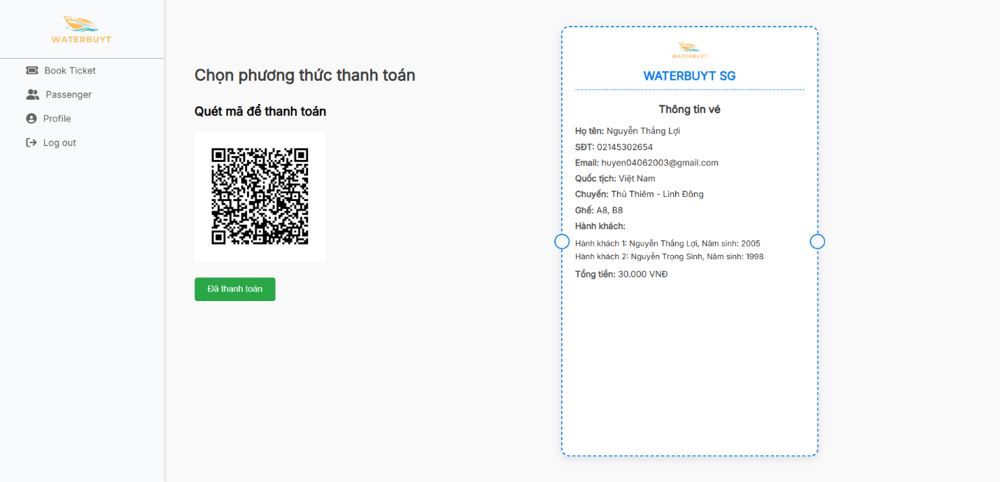 WATERBUYT
Book Ticket
Passenger
Profile
Log out
Chọn phương thức thanh toán
Quét mã để thanh toán
Đã thanh toán
WATERBUYT
WATERBUYT SG
Thông tin vé
Họ tên: Nguyễn Thắng Lợi
SĐT: 02145302654
Email: huyen04062003@gmail.com
Quốc tịch: Việt Nam
Chuyến: Thủ Thiêm - Linh Đông
Ghế: A8, B8
Hành khách:
Hành khách 1: Nguyễn Thắng Lợi, Năm sinh: 2005
Hành khách 2: Nguyễn Trọng Sinh, Năm sinh: 1998
Tổng tiền: 30.000 VNĐ